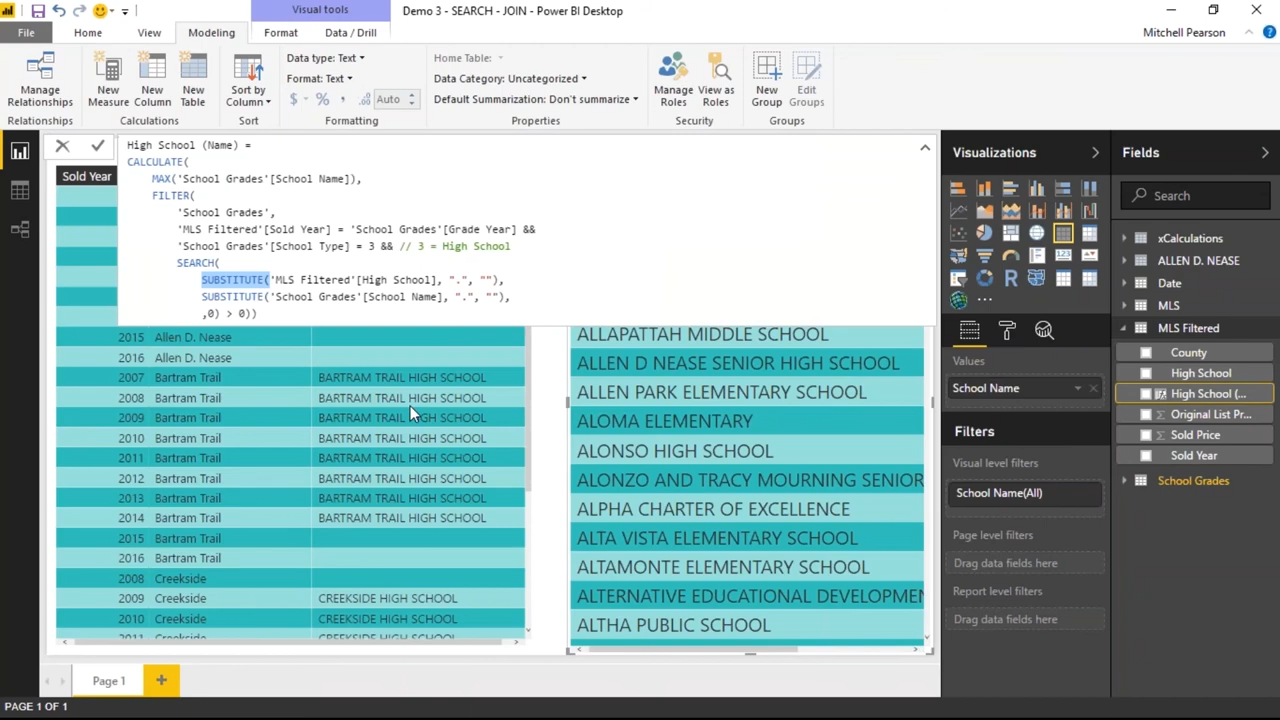 Visual tools
Demo 3 - SEARCH - JOIN - Power BI Desktop
File
Home
View
Modeling
Format
Data / Drill
Mitchell Pearson
Manage Relationships
Relationships
New Measure
New Column
New Table
Calculations
Sort by Column
Sort
Data type: Text
Format: Text
$ % , .00 Auto
Formatting
Home Table:
Data Category: Uncategorized
Default Summarization: Don't summarize
Properties
Manage Roles
View as Roles
Security
New Group
Edit Groups
Groups
High School (Name) =
CALCULATE(
MAX('School Grades'[School Name]),
FILTER(
'School Grades',
'MLS Filtered'[Sold Year] = 'School Grades'[Grade Year] &&
'School Grades'[School Type] = 3 && // 3 = High School
SEARCH(
SUBSTITUTE('MLS Filtered'[High School], ".", ""),
SUBSTITUTE('School Grades'[School Name], ".", ""),
,0) > 0))
Sold Year
2015 Allen D. Nease
2016 Allen D. Nease
2007 Bartram Trail BARTRAM TRAIL HIGH SCHOOL
2008 Bartram Trail BARTRAM TRAIL HIGH SCHOOL
2009 Bartram Trail BARTRAM TRAIL HIGH SCHOOL
2010 Bartram Trail BARTRAM TRAIL HIGH SCHOOL
2011 Bartram Trail BARTRAM TRAIL HIGH SCHOOL
2012 Bartram Trail BARTRAM TRAIL HIGH SCHOOL
2013 Bartram Trail BARTRAM TRAIL HIGH SCHOOL
2014 Bartram Trail BARTRAM TRAIL HIGH SCHOOL
2015 Bartram Trail
2016 Bartram Trail
2008 Creekside
2009 Creekside CREEKSIDE HIGH SCHOOL
2010 Creekside CREEKSIDE HIGH SCHOOL
2011 Creekside CREEKSIDE HIGH SCHOOL
ALLAPATTAH MIDDLE SCHOOL
ALLEN D NEASE SENIOR HIGH SCHOOL
ALLEN PARK ELEMENTARY SCHOOL
ALOMA ELEMENTARY
ALONSO HIGH SCHOOL
ALONZO AND TRACY MOURNING SENIOR
ALPHA CHARTER OF EXCELLENCE
ALTA VISTA ELEMENTARY SCHOOL
ALTAMONTE ELEMENTARY SCHOOL
ALTERNATIVE EDUCATIONAL DEVELOPMEN
ALTHA PUBLIC SCHOOL
Visualizations
Values
School Name
Filters
Visual level filters
School Name(All)
Page level filters
Drag data fields here
Report level filters
Drag data fields here
Fields
Search
xCalculations
ALLEN D. NEASE
Date
MLS
MLS Filtered
County
High School
High School (...
Original List Pr...
Sold Price
Sold Year
School Grades
Page 1
PAGE 1 OF 1